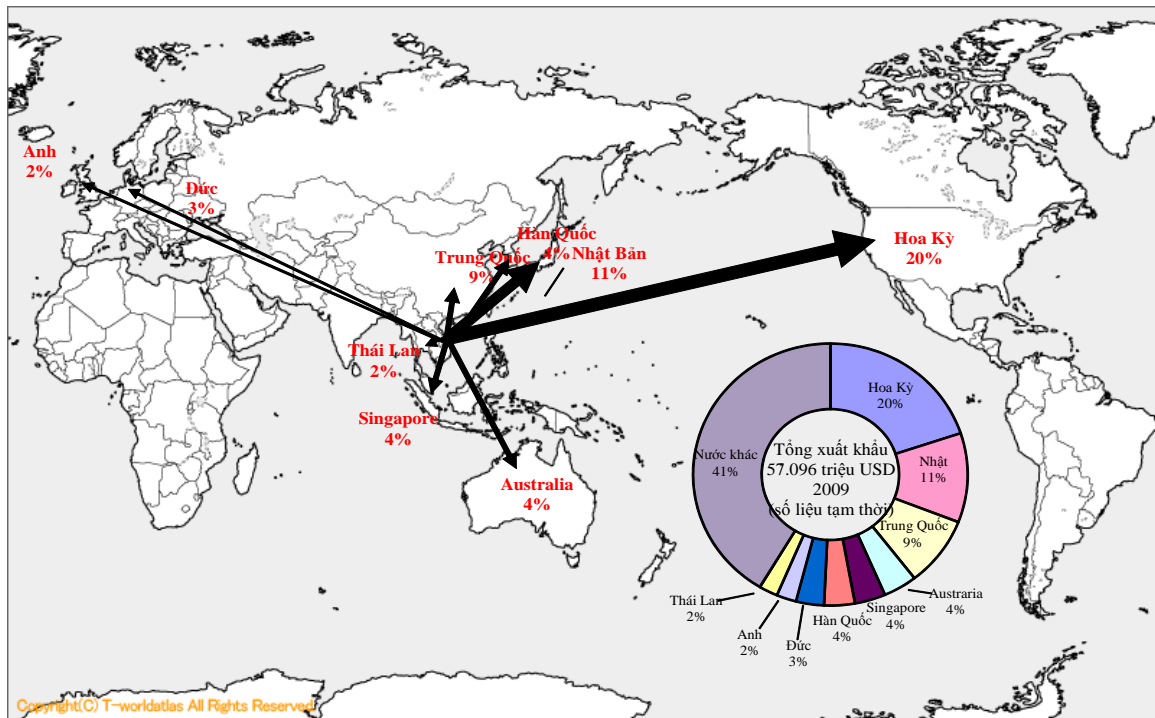 Anh
2%
Đức
3%
Hàn Quốc
4%
Nhật Bản
11%
Trung Quốc
9%
Hoa Kỳ
20%
Thái Lan
2%
Singapore
4%
Australia
4%
Hoa Kỳ
20%
Nhật
11%
Trung Quốc
9%
Austraria
4%
Singapore
4%
Hàn Quốc
4%
Đức
3%
Anh
2%
Thái Lan
2%
Nước khác
41%
Tổng xuất khẩu
57.096 triệu USD
2009
(số liệu tạm thời)
Copyright(C) T-worldatlas All Rights Reserved